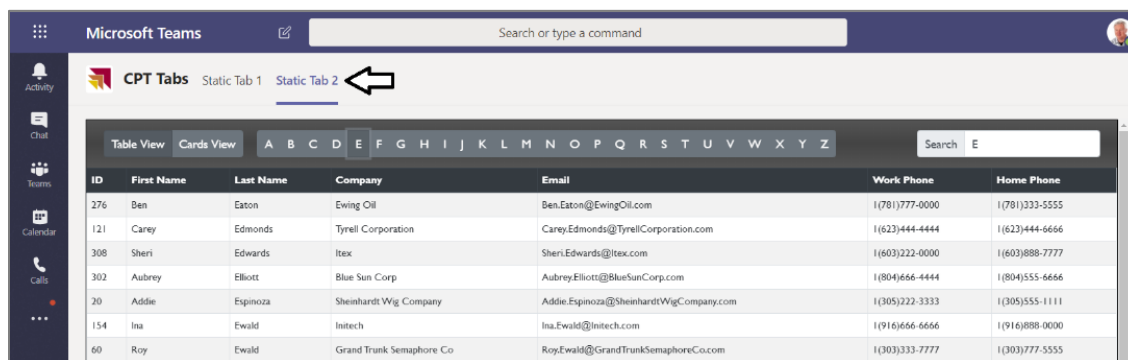 Microsoft Teams Search or type a command
Activity
CPT Tabs Static Tab 1 Static Tab 2
Chat
Teams
Calendar
Calls
Table View Cards View A B C D E F G H I J K L M N O P Q R S T U V W X Y Z Search E
ID First Name Last Name Company Email Work Phone Home Phone
276 Ben Eaton Ewing Oil Ben.Eaton@EwingOil.com 1(781)777-0000 1(781)333-5555
121 Carey Edmonds Tyrell Corporation Carey.Edmonds@TyrellCorporation.com 1(623)444-4444 1(623)444-6666
308 Sheri Edwards Itex Sheri.Edwards@Itex.com 1(603)222-0000 1(603)888-7777
302 Aubrey Elliott Blue Sun Corp Aubrey.Elliott@BlueSunCorp.com 1(804)666-4444 1(804)555-6666
20 Addie Espinoza Sheinhardt Wig Company Addie.Espinoza@SheinhardtWigCompany.com 1(305)222-3333 1(305)555-1111
154 Ina Ewald Initech Ina.Ewald@Initech.com 1(916)666-6666 1(916)888-0000
60 Roy Ewald Grand Trunk Semaphore Co Roy.Ewald@GrandTrunkSemaphoreCo.com 1(303)333-7777 1(303)777-5555